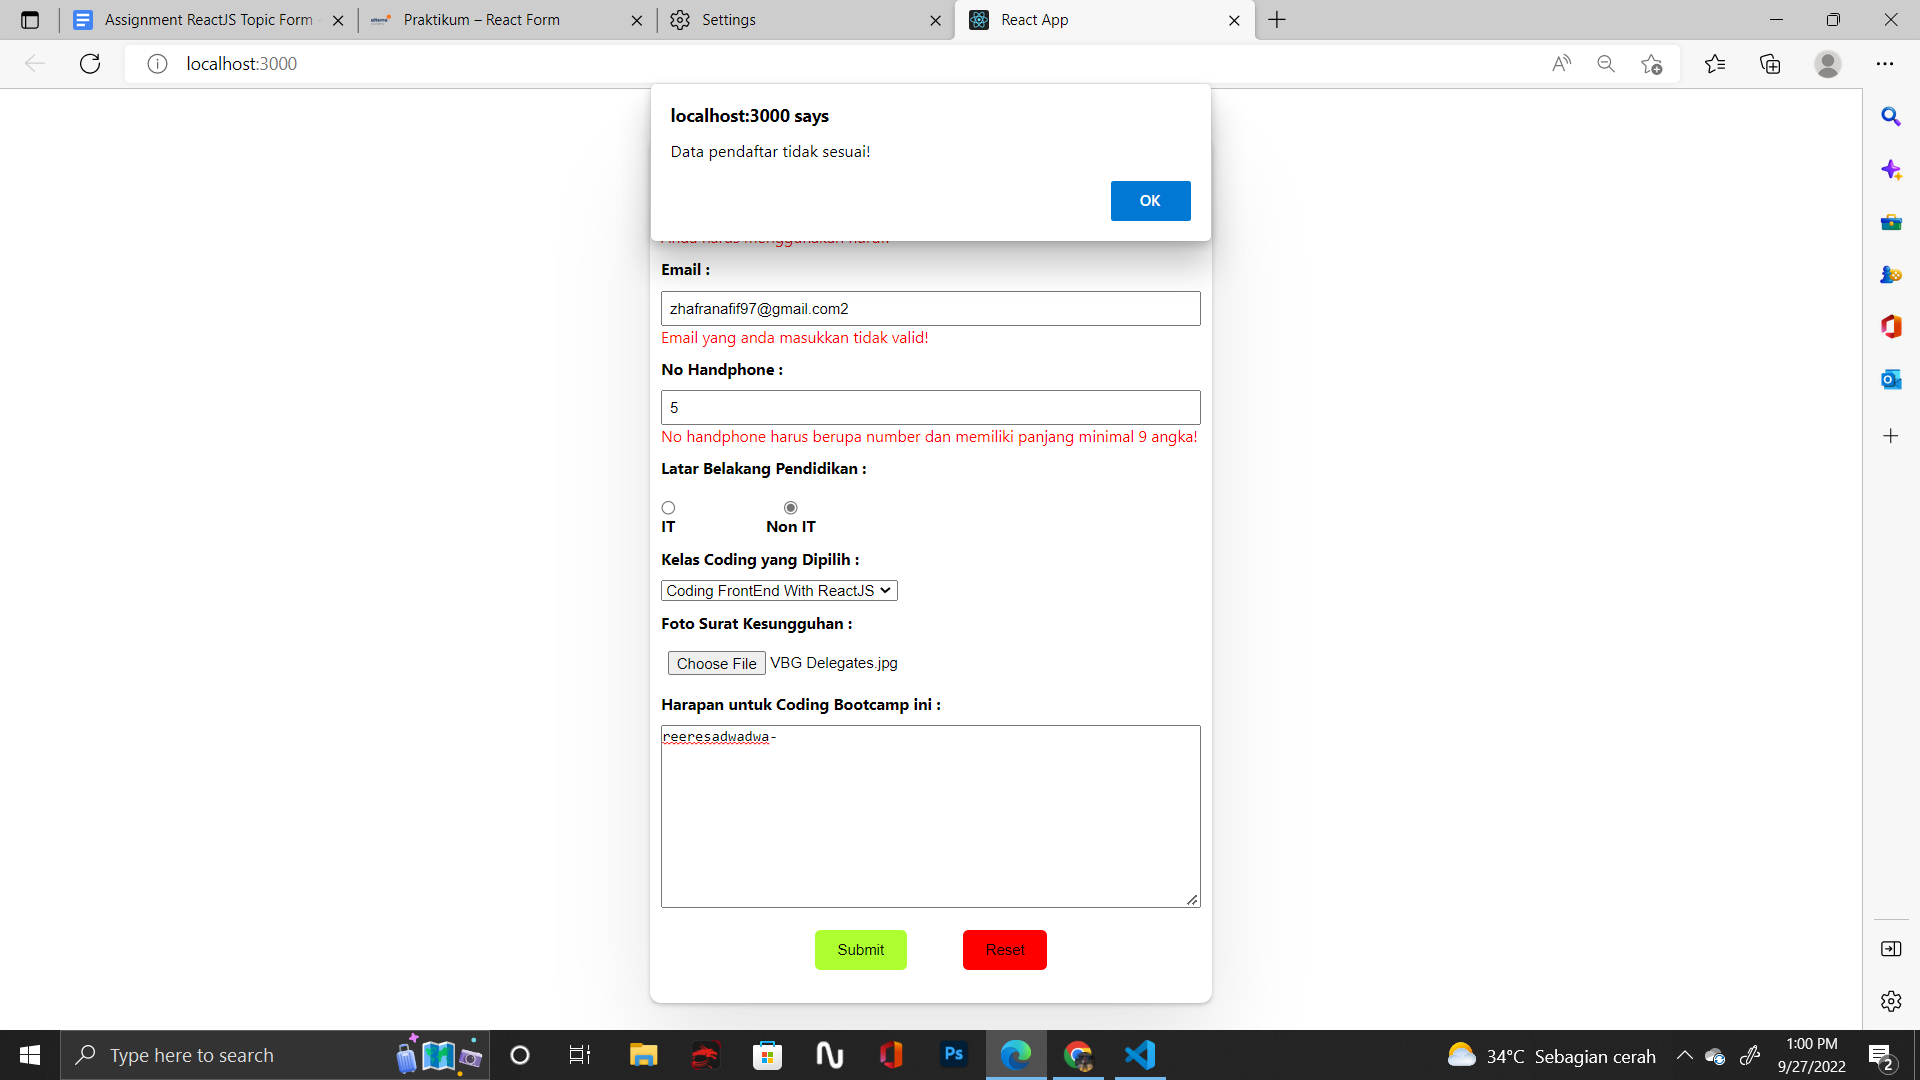 Assignment ReactJS Topic Form
Praktikum – React Form
Settings
React App
localhost:3000
localhost:3000 says
Data pendaftar tidak sesuai!
OK
Email :
zhafranafif97@gmail.com2
Email yang anda masukkan tidak valid!
No Handphone :
5
No handphone harus berupa number dan memiliki panjang minimal 9 angka!
Latar Belakang Pendidikan :
IT Non IT
Kelas Coding yang Dipilih :
Coding FrontEnd With ReactJS
Foto Surat Kesungguhan :
Choose File VBG Delegates.jpg
Harapan untuk Coding Bootcamp ini :
reeresadwadwa-
Submit Reset
Type here to search
Ps
34°C Sebagian cerah
1:00 PM
9/27/2022
2